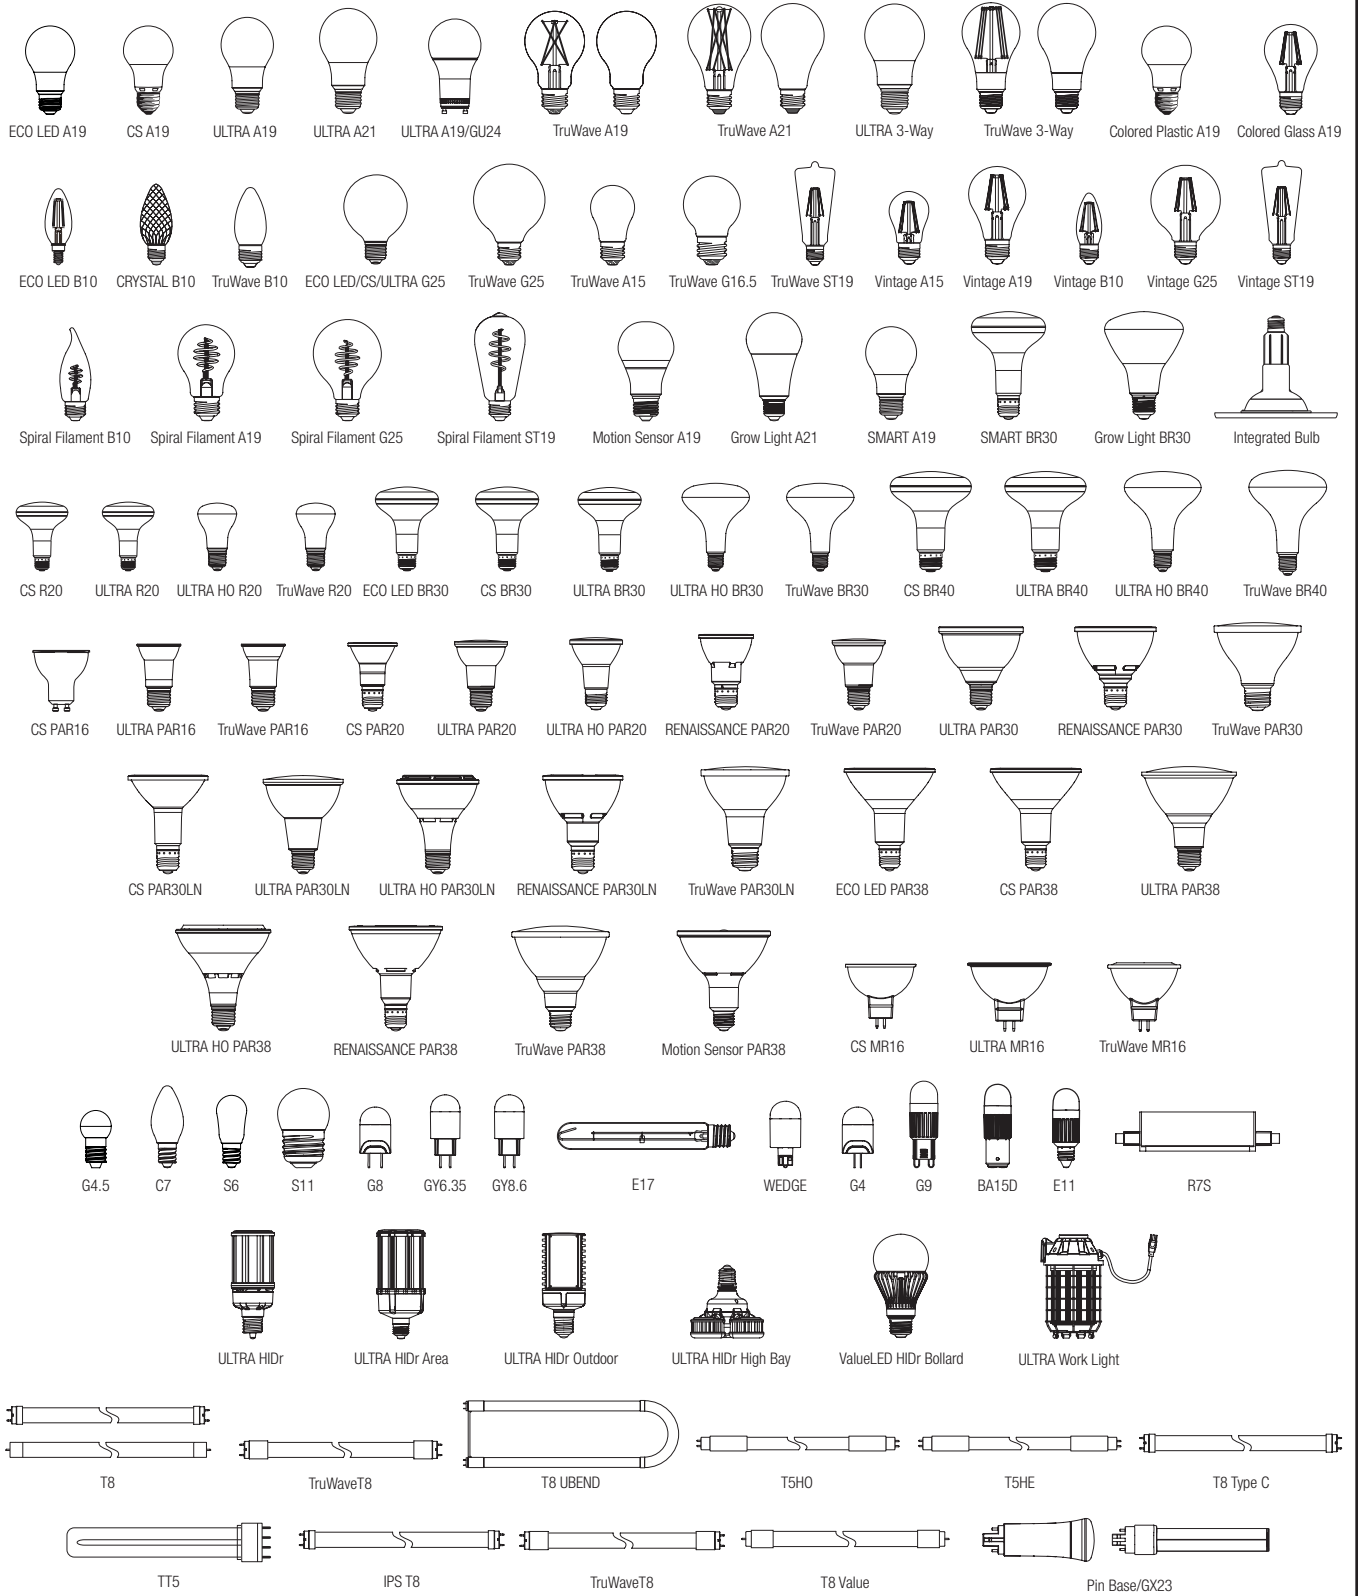 ECO LED A19 CS A19 ULTRA A19 ULTRA A21 ULTRA A19/GU24 TruWave A19 TruWave A21 ULTRA 3-Way TruWave 3-Way Colored Plastic A19 Colored Glass A19
ECO LED B10 CRYSTAL B10 TruWave B10 ECO LED/CS/ULTRA G25 TruWave G25 TruWave A15 TruWave G16.5 TruWave ST19 Vintage A15 Vintage A19 Vintage B10 Vintage G25 Vintage ST19
Spiral Filament B10 Spiral Filament A19 Spiral Filament G25 Spiral Filament ST19 Motion Sensor A19 Grow Light A21 SMART A19 SMART BR30 Grow Light BR30 Integrated Bulb
CS R20 ULTRA R20 ULTRA HO R20 TruWave R20 ECO LED BR30 CS BR30 ULTRA BR30 ULTRA HO BR30 TruWave BR30 CS BR40 ULTRA BR40 ULTRA HO BR40 TruWave BR40
CS PAR16 ULTRA PAR16 TruWave PAR16 CS PAR20 ULTRA PAR20 ULTRA HO PAR20 RENAISSANCE PAR20 TruWave PAR20 ULTRA PAR30 RENAISSANCE PAR30 TruWave PAR30
CS PAR30LN ULTRA PAR30LN ULTRA HO PAR30LN RENAISSANCE PAR30LN TruWave PAR30LN ECO LED PAR38 CS PAR38 ULTRA PAR38
ULTRA HO PAR38 RENAISSANCE PAR38 TruWave PAR38 Motion Sensor PAR38 CS MR16 ULTRA MR16 TruWave MR16
G4.5 C7 S6 S11 G8 GY6.35 GY8.6 E17 WEDGE G4 G9 BA15D E11 R7S
ULTRA HIDr ULTRA HIDr Area ULTRA HIDr Outdoor ULTRA HIDr High Bay ValueLED HIDr Bollard ULTRA Work Light
T8 TruWaveT8 T8 UBEND T5HO T5HE T8 Type C
TT5 IPS T8 TruWaveT8 T8 Value Pin Base/GX23